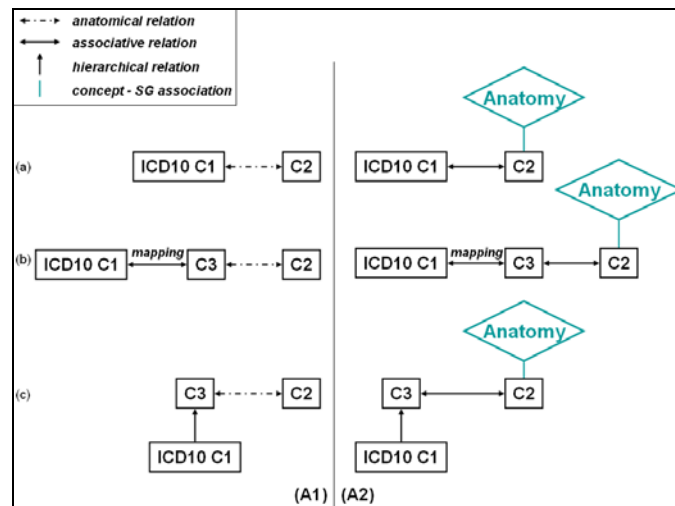 anatomical relation
associative relation
hierarchical relation
concept - SG association
Anatomy
(a)
ICD10 C1
C2
ICD10 C1
C2
Anatomy
(b)
ICD10 C1
mapping
C3
C2
ICD10 C1
mapping
C3
C2
Anatomy
(c)
C3
C2
C3
C2
ICD10 C1
ICD10 C1
(A1)
(A2)